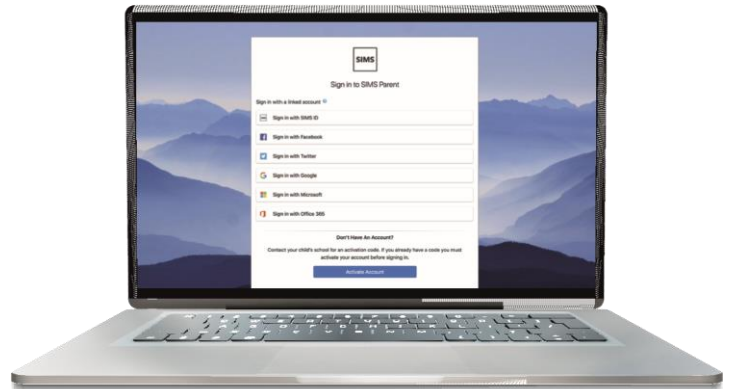 SIMS
Sign in to SIMS Parent
Sign in with a linked account
Sign in with SIMS ID
Sign in with Facebook
Sign in with Twitter
Sign in with Google
Sign in with Microsoft
Sign in with Office 365
Don't Have An Account?
Contact your child's school for an activation code. If you already have a code you must
activate your account before signing in.
Activate Account